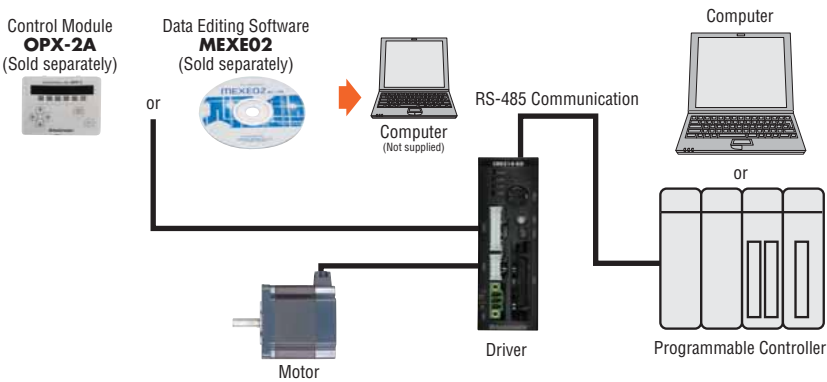 Control Module
OPX-2A
(Sold separately)
or
Data Editing Software
MEXE02
(Sold separately)
MEXE02
Computer
(Not supplied)
RS-485 Communication
Computer
or
Programmable Controller
Driver
Motor